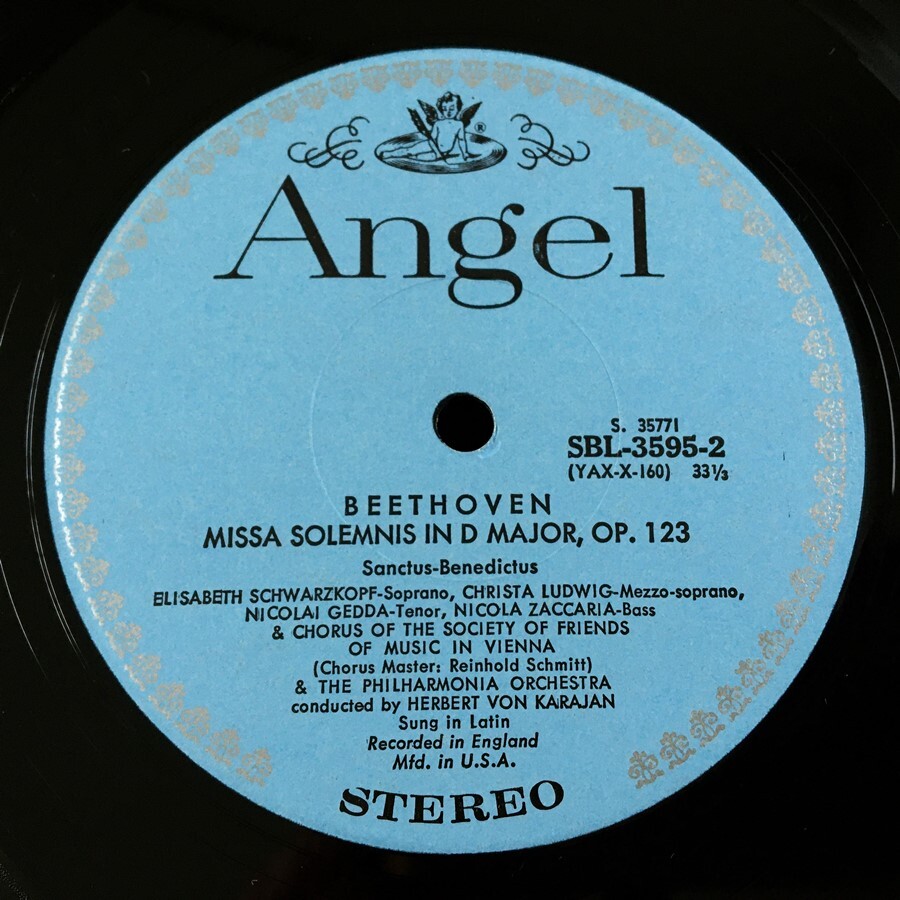 ®
Angel
S. 35771
SBL-3595-2
(YAX-X-160) 33⅓
BEETHOVEN
MISSA SOLEMNIS IN D MAJOR, OP. 123
Sanctus-Benedictus
ELISABETH SCHWARZKOPF-Soprano, CHRISTA LUDWIG-Mezzo-soprano,
NICOLAI GEDDA-Tenor, NICOLA ZACCARIA-Bass
& CHORUS OF THE SOCIETY OF FRIENDS
OF MUSIC IN VIENNA
(Chorus Master: Reinhold Schmitt)
& THE PHILHARMONIA ORCHESTRA
conducted by HERBERT VON KARAJAN
Sung in Latin
Recorded in England
Mfd. in U.S.A.
STEREO